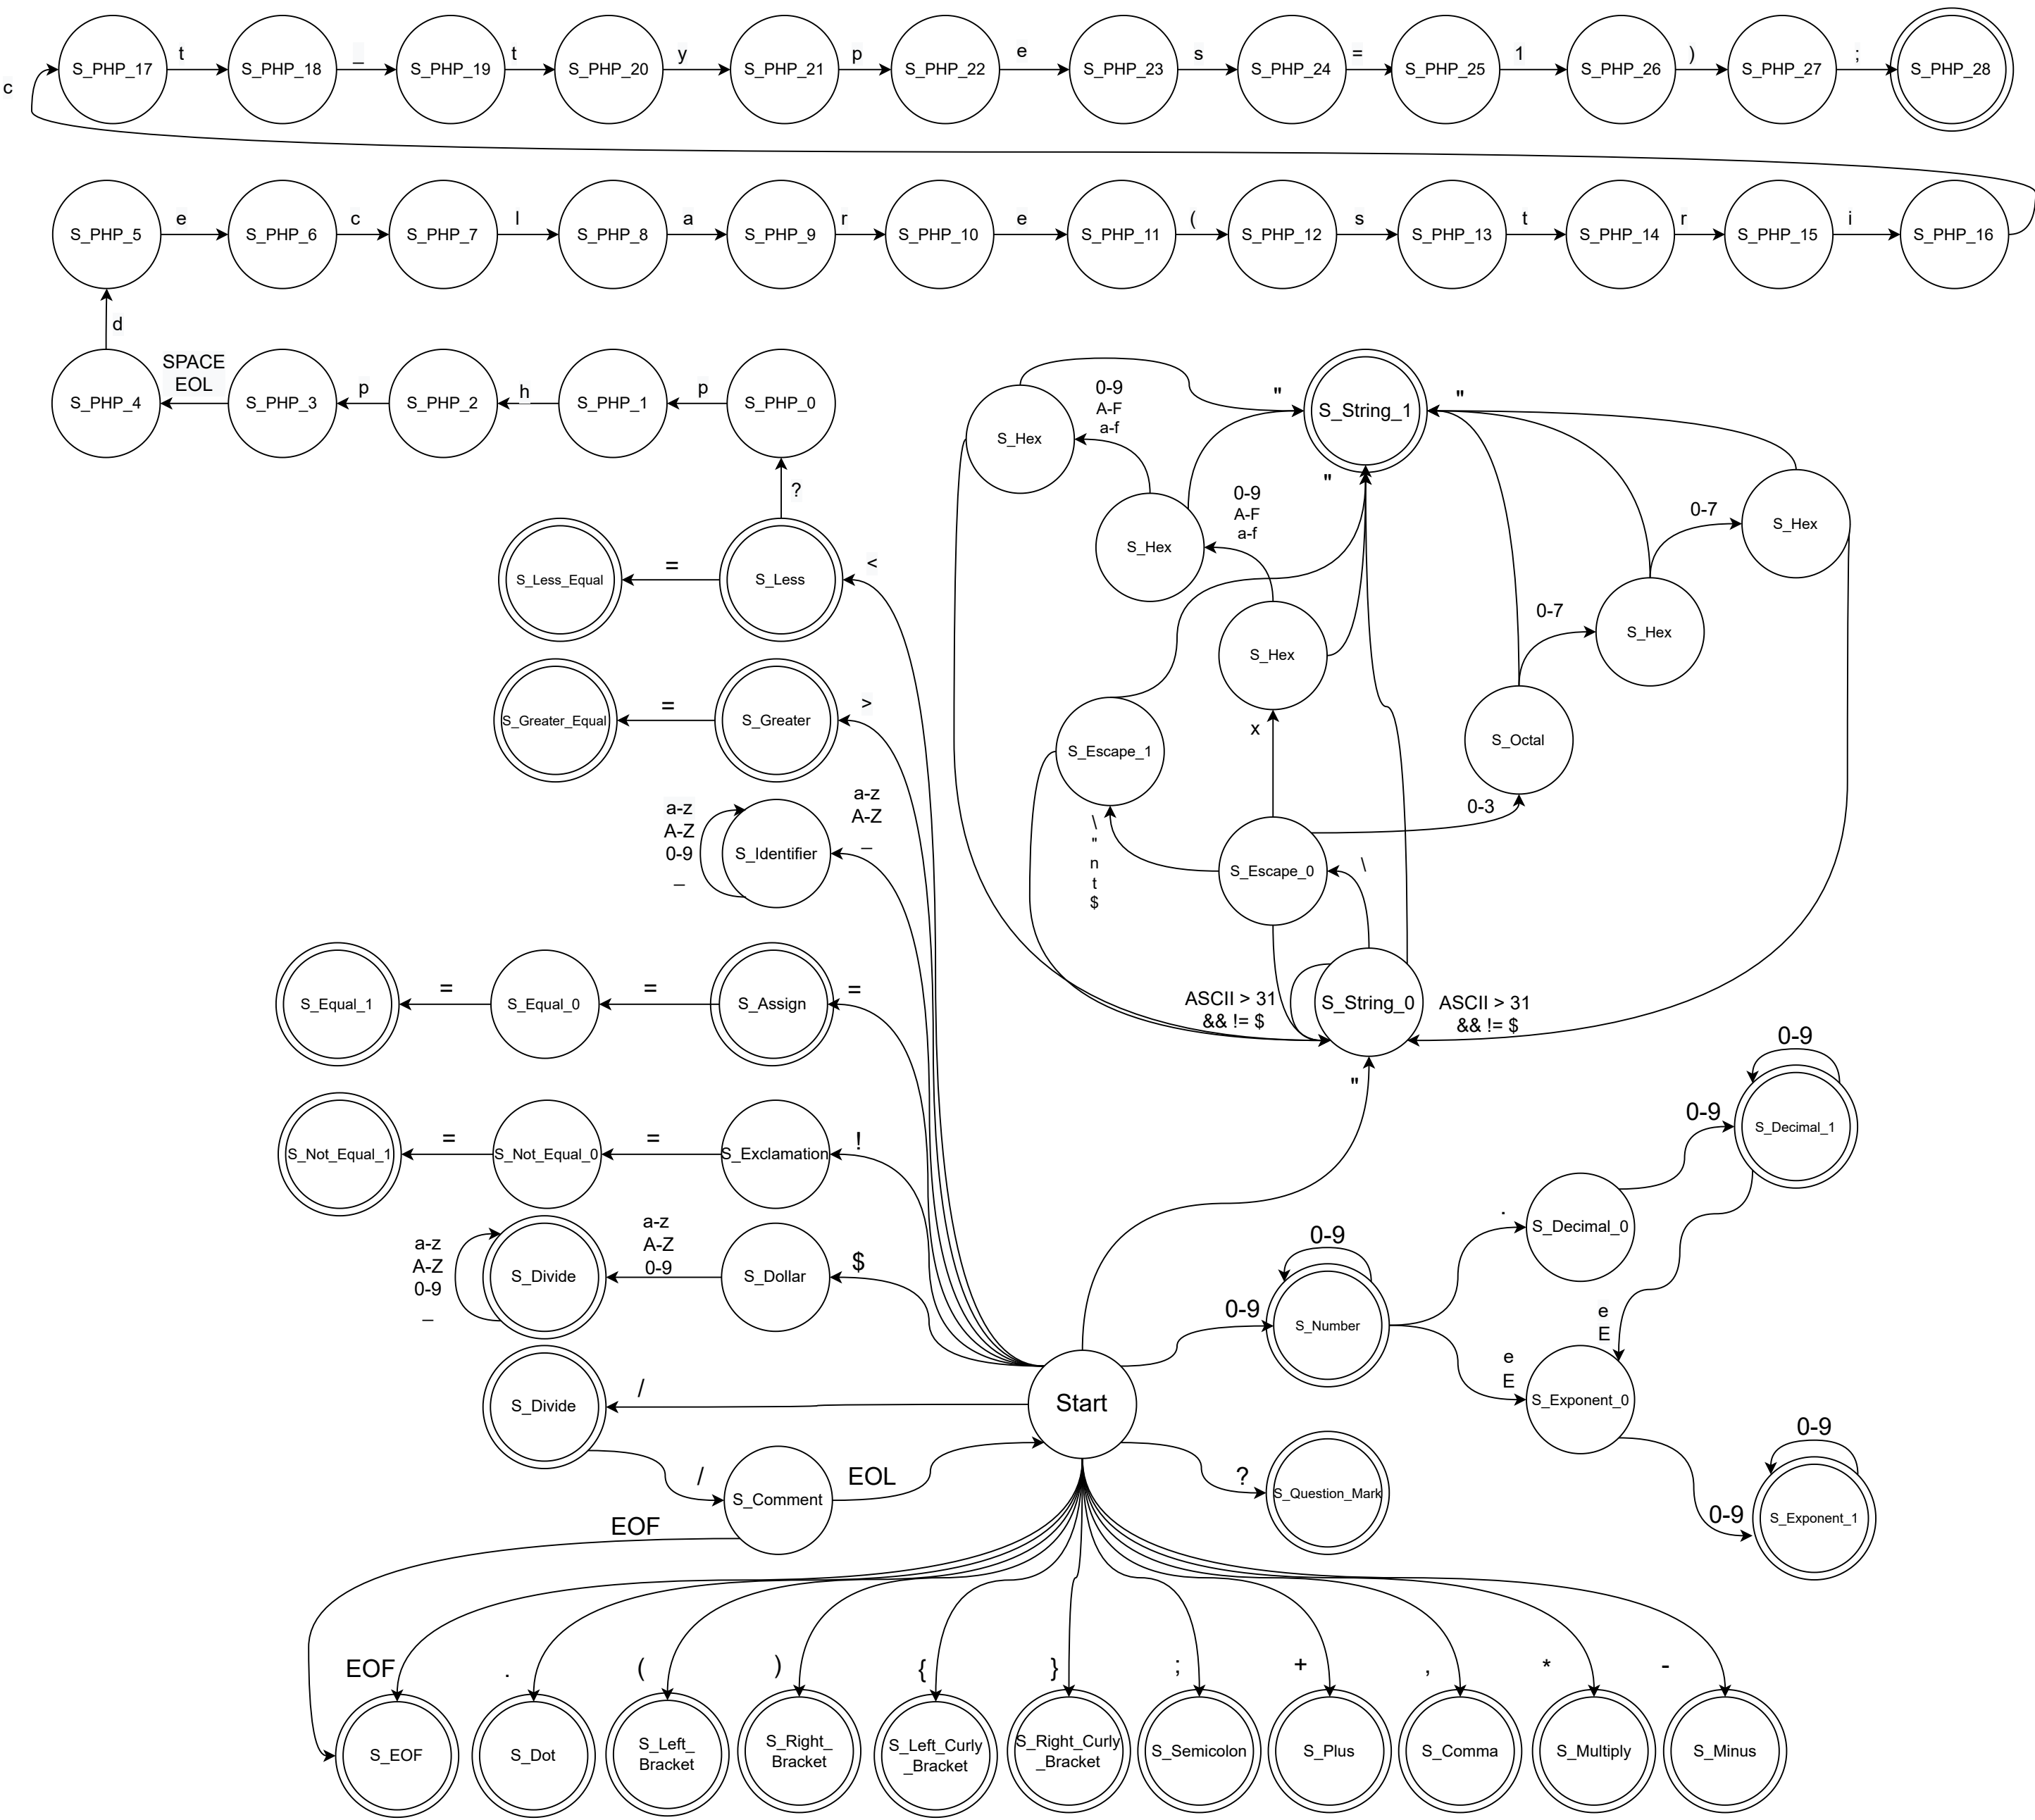 c
S_PHP_17
t
S_PHP_18
_
S_PHP_19
t
S_PHP_20
y
S_PHP_21
p
S_PHP_22
e
S_PHP_23
s
S_PHP_24
=
S_PHP_25
1
S_PHP_26
)
S_PHP_27
;
S_PHP_28
S_PHP_5
e
S_PHP_6
c
S_PHP_7
l
S_PHP_8
a
S_PHP_9
r
S_PHP_10
e
S_PHP_11
(
S_PHP_12
s
S_PHP_13
t
S_PHP_14
r
S_PHP_15
i
S_PHP_16
d
S_PHP_4
SPACE
EOL
S_PHP_3
p
S_PHP_2
h
S_PHP_1
p
S_PHP_0
?
S_Less_Equal
=
S_Less
<
S_Greater_Equal
=
S_Greater
>
a-z
A-Z
0-9
_
S_Identifier
a-z
A-Z
_
S_Equal_1
=
S_Equal_0
=
S_Assign
=
S_Not_Equal_1
=
S_Not_Equal_0
=
S_Exclamation
!
a-z
A-Z
0-9
_
S_Divide
a-z
A-Z
0-9
S_Dollar
$
S_Divide
/
/
S_Comment
EOL
EOF
Start
S_Hex
0-9
A-F
a-f
"
S_String_1
"
"
S_Hex
0-9
A-F
a-f
S_Hex
0-7
S_Hex
S_Hex
0-7
S_Escape_1
x
S_Octal
0-3
\
"
n
t
$
S_Escape_0
\
ASCII > 31
&& != $
S_String_0
ASCII > 31
&& != $
"
0-9
S_Number
0-9
.
S_Decimal_0
0-9
S_Decimal_1
0-9
e
E
e
E
S_Exponent_0
0-9
S_Exponent_1
0-9
?
S_Question_Mark
EOF
S_EOF
.
S_Dot
(
S_Left_
Bracket
)
S_Right_
Bracket
{
S_Left_Curly
_Bracket
}
S_Right_Curly
_Bracket
;
S_Semicolon
+
S_Plus
,
S_Comma
*
S_Multiply
-
S_Minus